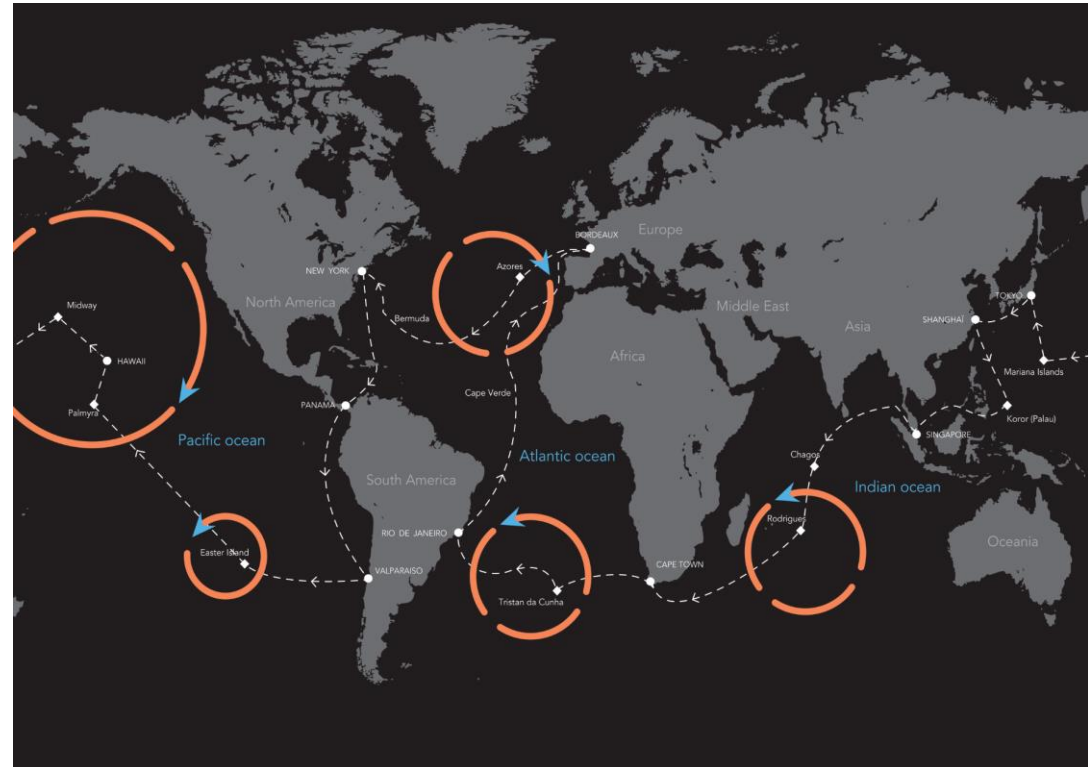 BORDEAUX
Europe
Azores
NEW YORK
North America
Middle East
Asia
TOKYO
Midway
Bermuda
SHANGHAÏ
HAWAII
Africa
Mariana Islands
Cape Verde
PANAMA
Palmyra
Koror (Palau)
Pacific ocean
SINGAPORE
Atlantic ocean
Chagos
South America
Indian ocean
Rodrigues
RIO DE JANEIRO
Oceania
Easter Island
CAPE TOWN
VALPARAISO
Tristan da Cunha